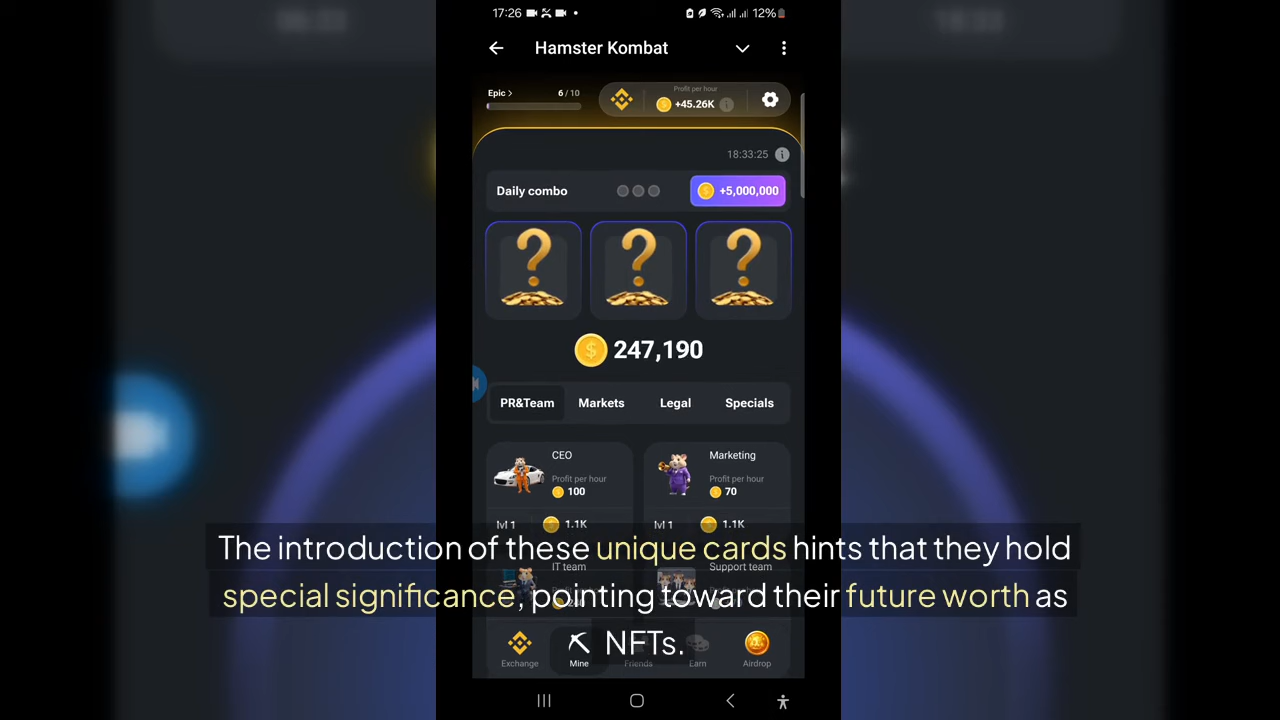 17:26
12%
Hamster Kombat
Epic >
6 / 10
Profit per hour
+45.26K
18:33:25
Daily combo
+5,000,000
247,190
PR&Team
Markets
Legal
Specials
CEO
Profit per hour
100
lvl 1
1.1K
Marketing
Profit per hour
70
lvl 1
1.1K
IT team
Support team
The introduction of these unique cards hints that they hold
special significance, pointing toward their future worth as
NFTs.
Exchange
Mine
Friends
Earn
Airdrop